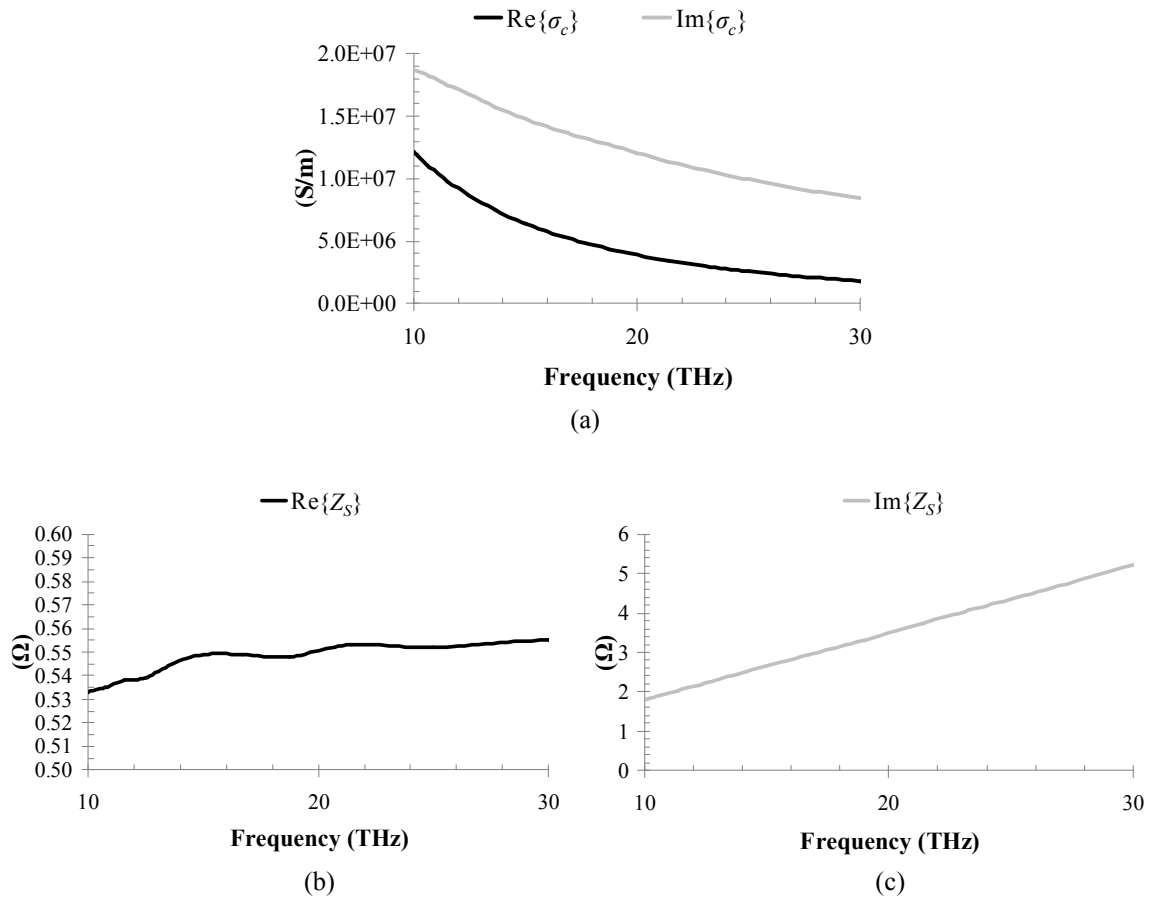 Re{σc} Im{σc}
2.0E+07
1.5E+07
1.0E+07
5.0E+06
0.0E+00
(S/m)
10 20 30
Frequency (THz)
(a)
Re{ZS}
0.60
0.59
0.58
0.57
0.56
0.55
0.54
0.53
0.52
0.51
0.50
(Ω)
10 20 30
Frequency (THz)
(b)
Im{ZS}
6
5
4
3
2
1
0
(Ω)
10 20 30
Frequency (THz)
(c)